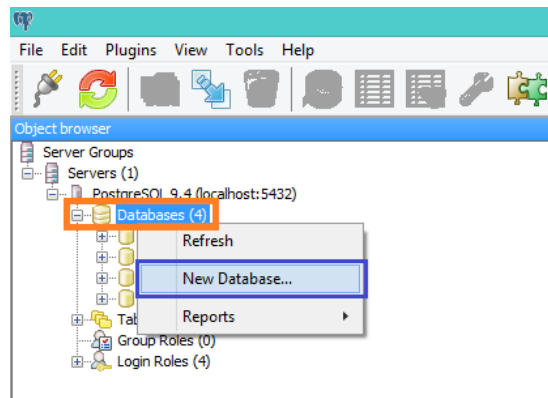 File Edit Plugins View Tools Help
Object browser
Server Groups
Servers (1)
PostgreSQL 9.4 (localhost:5432)
Databases (4)
Refresh
New Database...
Reports
Tab
Group Roles (0)
Login Roles (4)